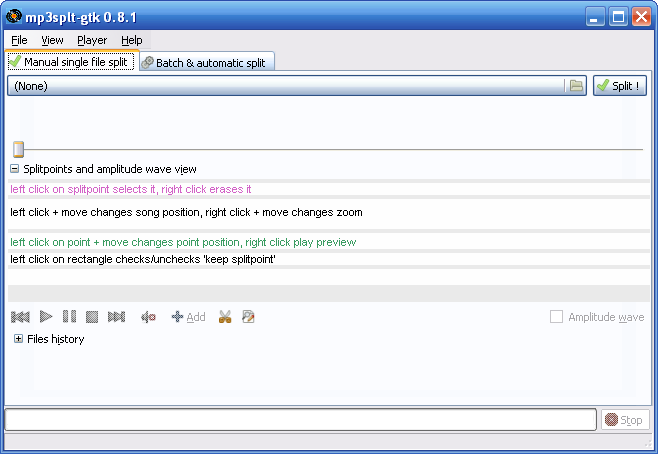 mp3splt-gtk 0.8.1
File View Player Help
Manual single file split Batch & automatic split
(None) Split !
Splitpoints and amplitude wave view
left click on splitpoint selects it, right click erases it
left click + move changes song position, right click + move changes zoom
left click on point + move changes point position, right click play preview
left click on rectangle checks/unchecks 'keep splitpoint'
Add Amplitude wave
Files history
Stop